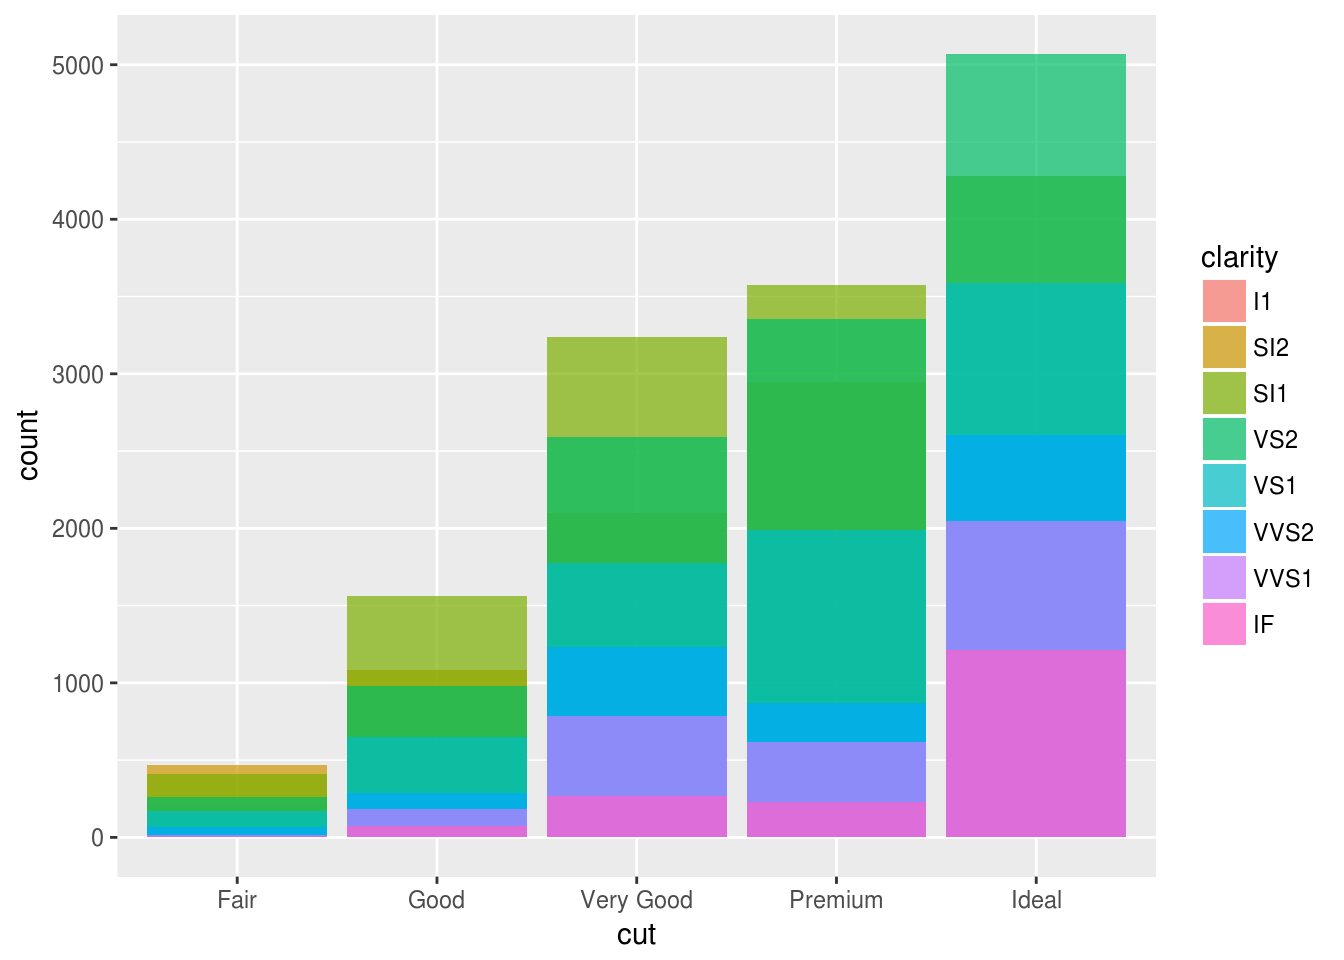 5000
4000
3000
2000
1000
0
count
Fair Good Very Good Premium Ideal
cut
clarity
I1
SI2
SI1
VS2
VS1
VVS2
VVS1
IF